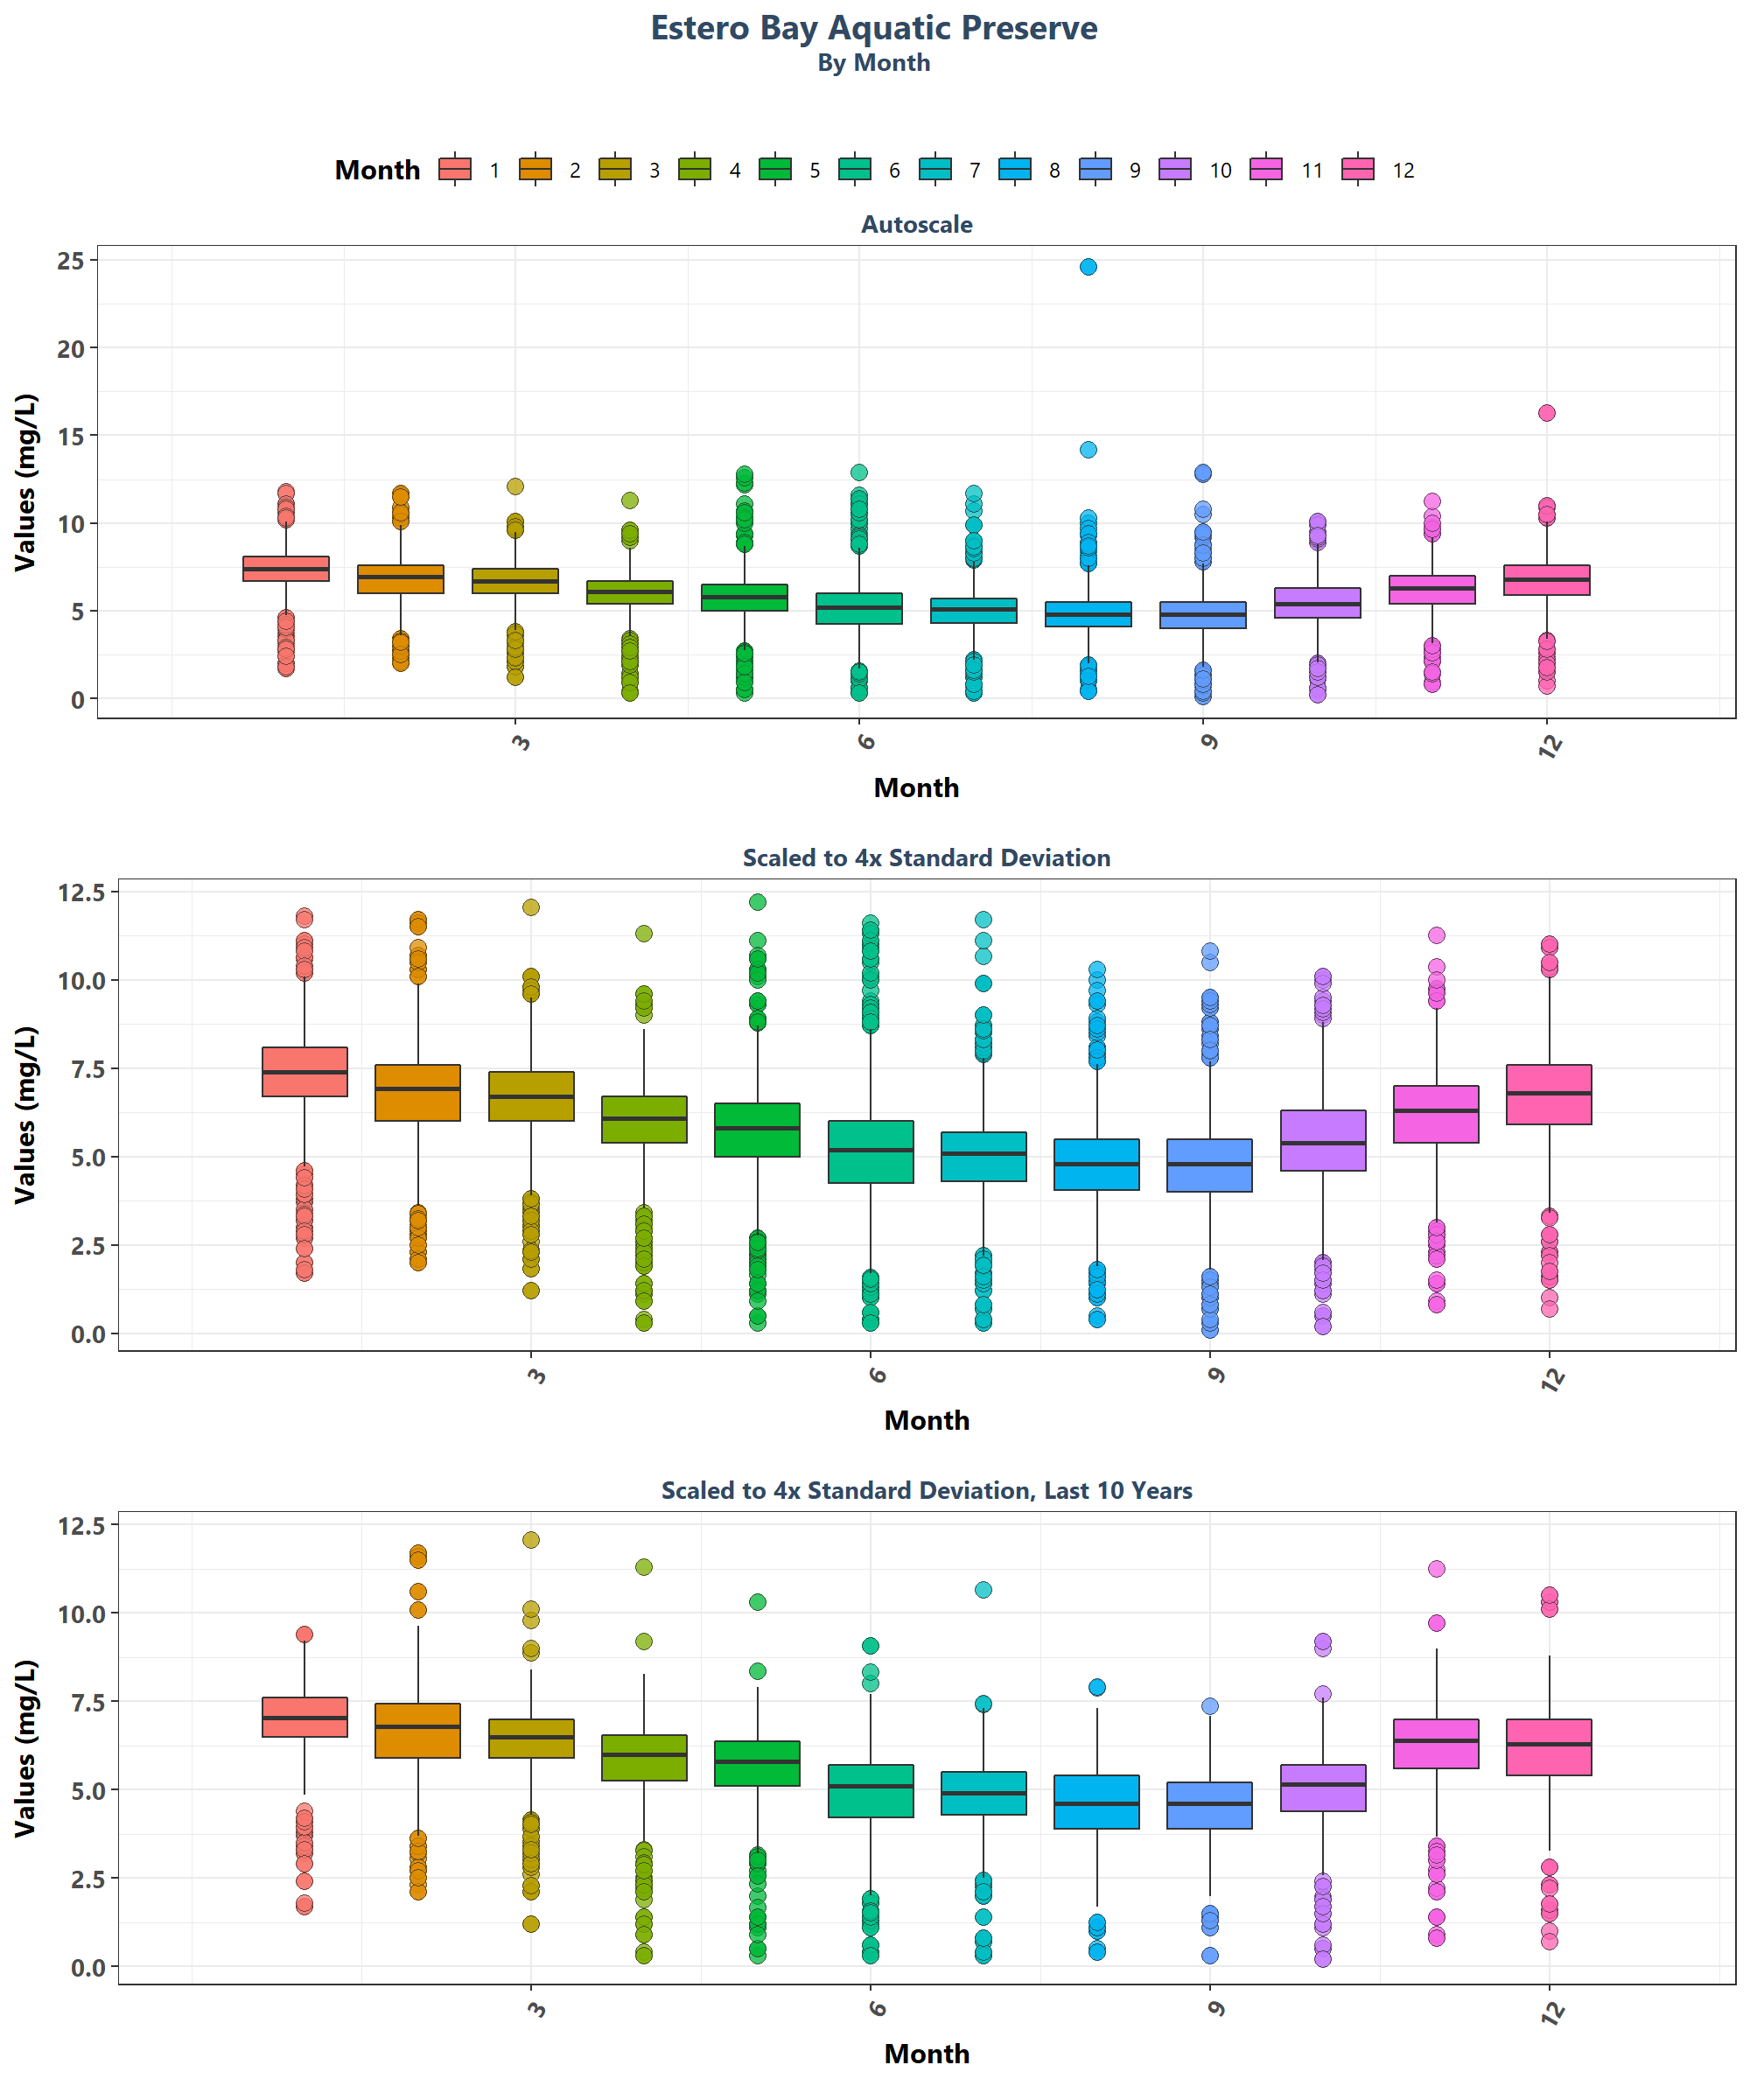 Estero Bay Aquatic Preserve
By Month
Month 1 2 3 4 5 6 7 8 9 10 11 12
Autoscale
25
20
15
10
5
0
Values (mg/L)
3 6 9 12
Month
Scaled to 4x Standard Deviation
12.5
10.0
7.5
5.0
2.5
0.0
Values (mg/L)
3 6 9 12
Month
Scaled to 4x Standard Deviation, Last 10 Years
12.5
10.0
7.5
5.0
2.5
0.0
Values (mg/L)
3 6 9 12
Month